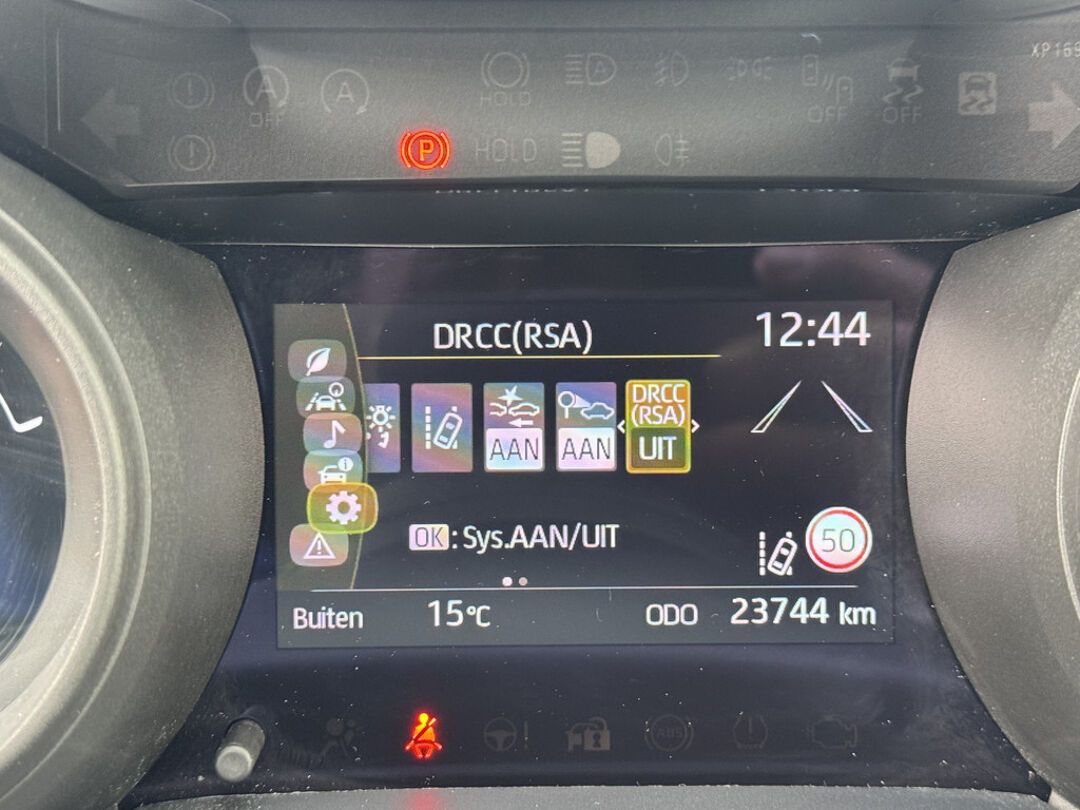 XP169
A
A
OFF
HOLD
A
OFF
OFF
P
HOLD
DRCC(RSA)
12:44
AAN
AAN
DRCC
(RSA)
UIT
OK: Sys.AAN/UIT
50
Buiten 15°C ODO 23744 km
ABS